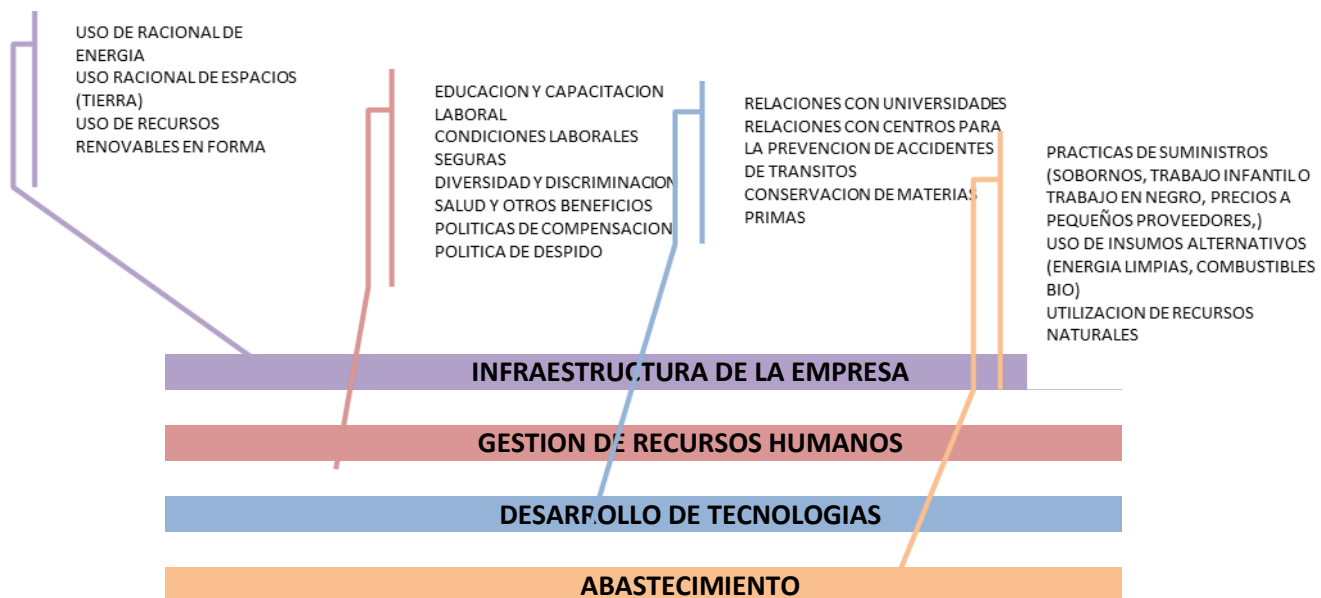 USO DE RACIONAL DE
ENERGIA
USO RACIONAL DE ESPACIOS
(TIERRA)
USO DE RECURSOS
RENOVABLES EN FORMA
EDUCACION Y CAPACITACION
LABORAL
CONDICIONES LABORALES
SEGURAS
DIVERSIDAD Y DISCRIMINACION
SALUD Y OTROS BENEFICIOS
POLITICAS DE COMPENSACION
POLITICA DE DESPIDO
RELACIONES CON UNIVERSIDADES
RELACIONES CON CENTROS PARA
LA PREVENCION DE ACCIDENTES
DE TRANSITOS
CONSERVACION DE MATERIAS
PRIMAS
PRACTICAS DE SUMINISTROS
(SOBORNOS, TRABAJO INFANTIL O
TRABAJO EN NEGRO, PRECIOS A
PEQUEÑOS PROVEEDORES,)
USO DE INSUMOS ALTERNATIVOS
(ENERGIA LIMPIAS, COMBUSTIBLES
BIO)
UTILIZACION DE RECURSOS
NATURALES
INFRAESTRUCTURA DE LA EMPRESA
GESTION DE RECURSOS HUMANOS
DESARROLLO DE TECNOLOGIAS
ABASTECIMIENTO